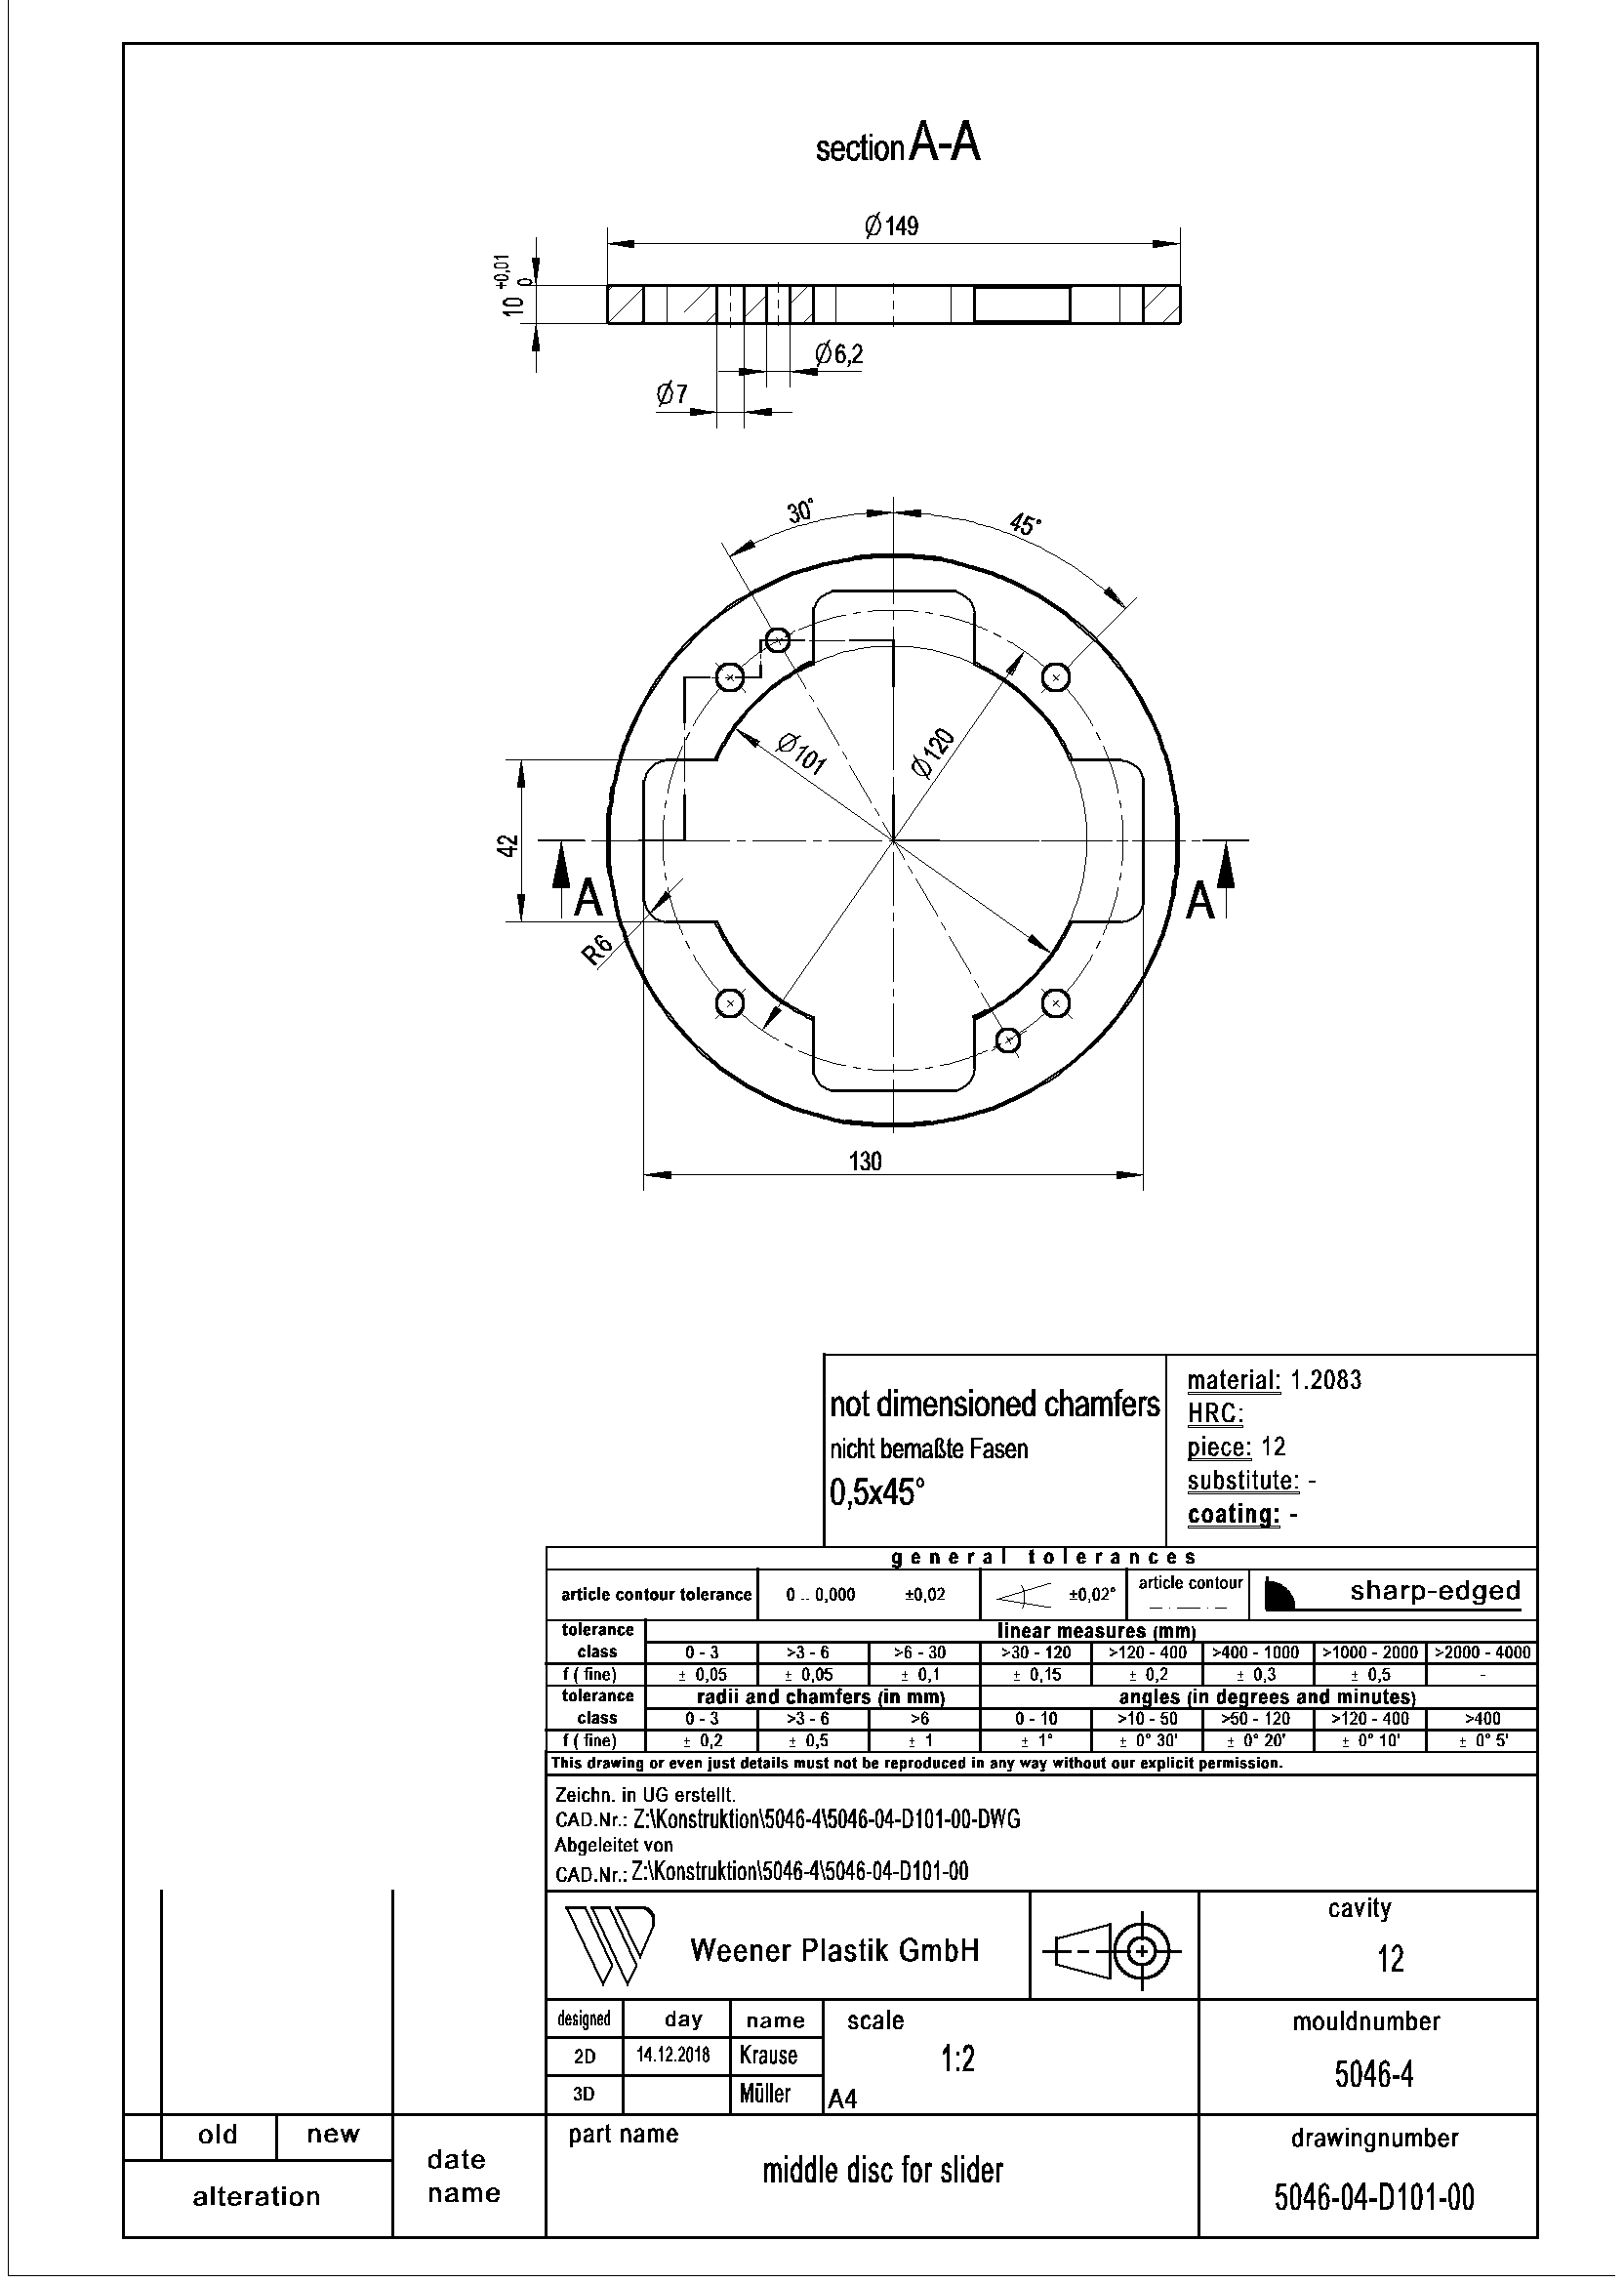 section A-A
Ø149
10 +0,01 0
Ø6,2
Ø7
30°
45°
Ø101
Ø120
42
A
A
R6
130
not dimensioned chamfers
nicht bemaßte Fasen
0,5x45°
material: 1.2083
HRC:
piece: 12
substitute: -
coating: -
general tolerances
article contour tolerance 0 .. 0,000 ±0,02 ±0,02° article contour sharp-edged
tolerance linear measures (mm)
class 0 - 3 >3 - 6 >6 - 30 >30 - 120 >120 - 400 >400 - 1000 >1000 - 2000 >2000 - 4000
f ( fine) ± 0,05 ± 0,05 ± 0,1 ± 0,15 ± 0,2 ± 0,3 ± 0,5 -
tolerance radii and chamfers (in mm) angles (in degrees and minutes)
class 0 - 3 >3 - 6 >6 0 - 10 >10 - 50 >50 - 120 >120 - 400 >400
f ( fine) ± 0,2 ± 0,5 ± 1 ± 1° ± 0° 30' ± 0° 20' ± 0° 10' ± 0° 5'
This drawing or even just details must not be reproduced in any way without our explicit permission.
Zeichn. in UG erstellt.
CAD.Nr.: Z:\Konstruktion\5046-4\5046-04-D101-00-DWG
Abgeleitet von
CAD.Nr.: Z:\Konstruktion\5046-4\5046-04-D101-00
Weener Plastik GmbH
cavity
12
designed day name scale
2D 14.12.2018 Krause 1:2
3D Müller A4
mouldnumber
5046-4
old new
alteration
date
name
part name
middle disc for slider
drawingnumber
5046-04-D101-00